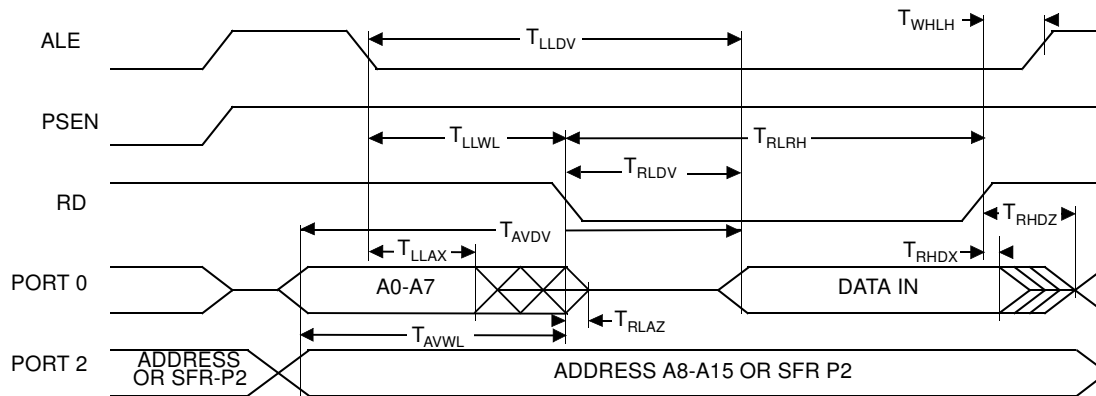 T_WHLH
ALE
T_LLDV
PSEN
T_LLWL
T_RLRH
T_RLDV
RD
T_AVDV
T_RHDZ
T_LLAX
T_RHDX
PORT 0
A0-A7
DATA IN
T_RLAZ
T_AVWL
PORT 2
ADDRESS
OR SFR-P2
ADDRESS A8-A15 OR SFR P2